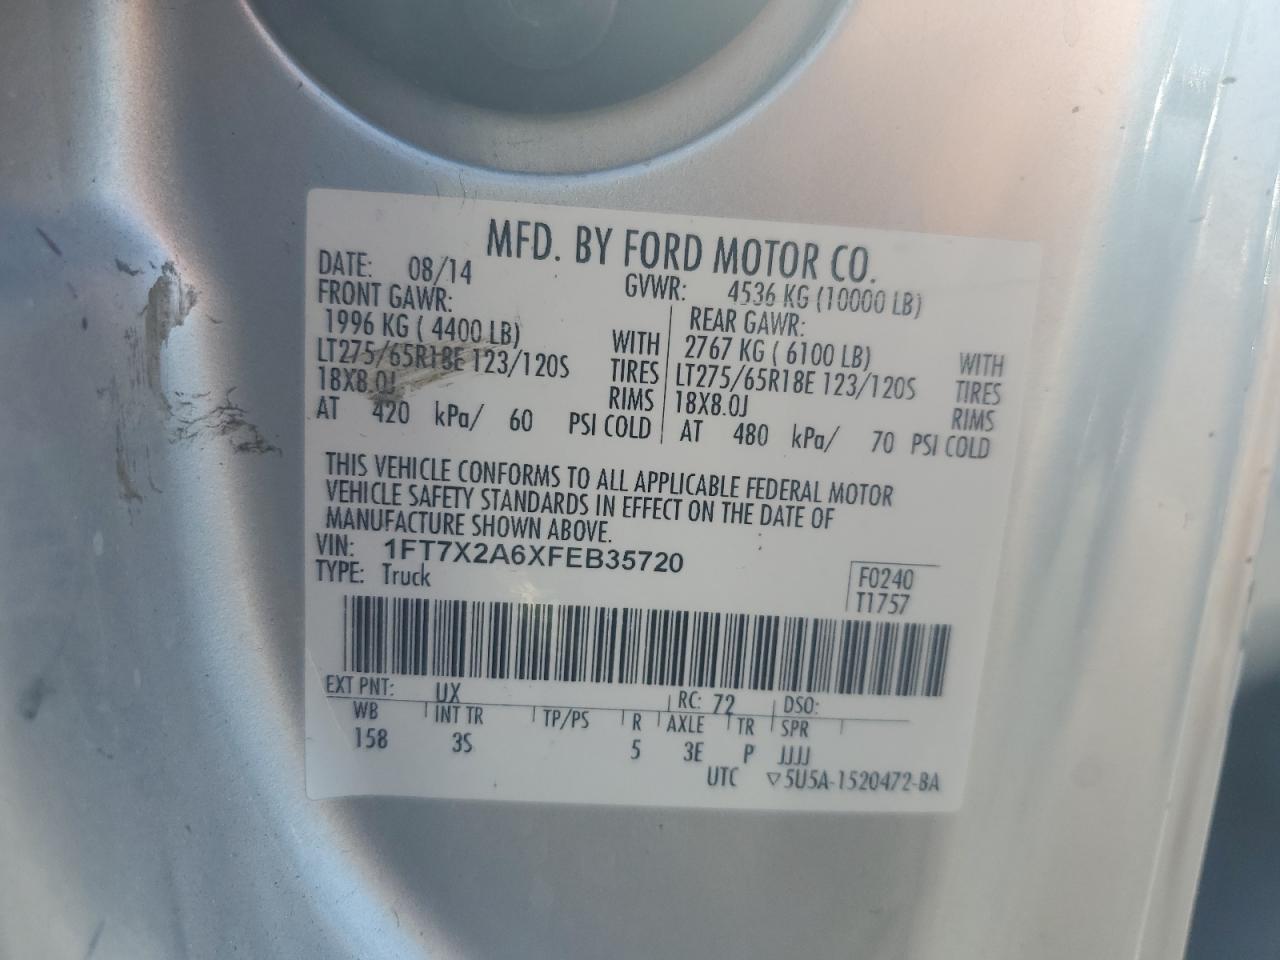 MFD. BY FORD MOTOR CO.
DATE: 08/14 GVWR: 4536 KG (10000 LB)
FRONT GAWR: REAR GAWR:
1996 KG ( 4400 LB) WITH 2767 KG ( 6100 LB) WITH
LT275/65R18E 123/120S TIRES LT275/65R18E 123/120S TIRES
18X8.0J RIMS 18X8.0J RIMS
AT 420 kPa/ 60 PSI COLD AT 480 kPa/ 70 PSI COLD
THIS VEHICLE CONFORMS TO ALL APPLICABLE FEDERAL MOTOR
VEHICLE SAFETY STANDARDS IN EFFECT ON THE DATE OF
MANUFACTURE SHOWN ABOVE.
VIN: 1FT7X2A6XFEB35720
TYPE: Truck F0240
T1757
EXT PNT: UX RC: 72 DSO:
WB INT TR TP/PS R AXLE TR SPR
158 3S 5 3E P JJJJ
UTC ▽5U5A-1520472-BA